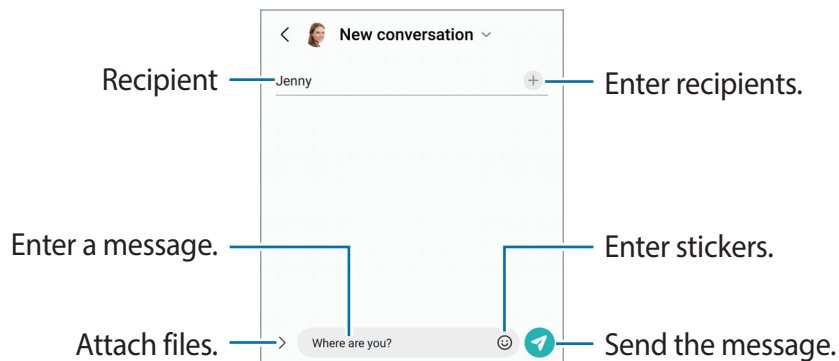 New conversation
Recipient
Jenny
Enter recipients.
Enter a message.
Enter stickers.
Attach files.
Where are you?
Send the message.